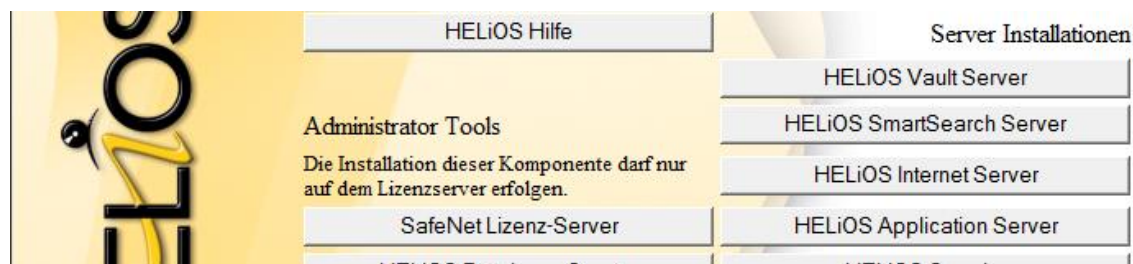 HELiOS Hilfe
Server Installationen
HELiOS Vault Server
Administrator Tools
HELiOS SmartSearch Server
Die Installation dieser Komponente darf nur
auf dem Lizenzserver erfolgen.
HELiOS Internet Server
SafeNet Lizenz-Server
HELiOS Application Server